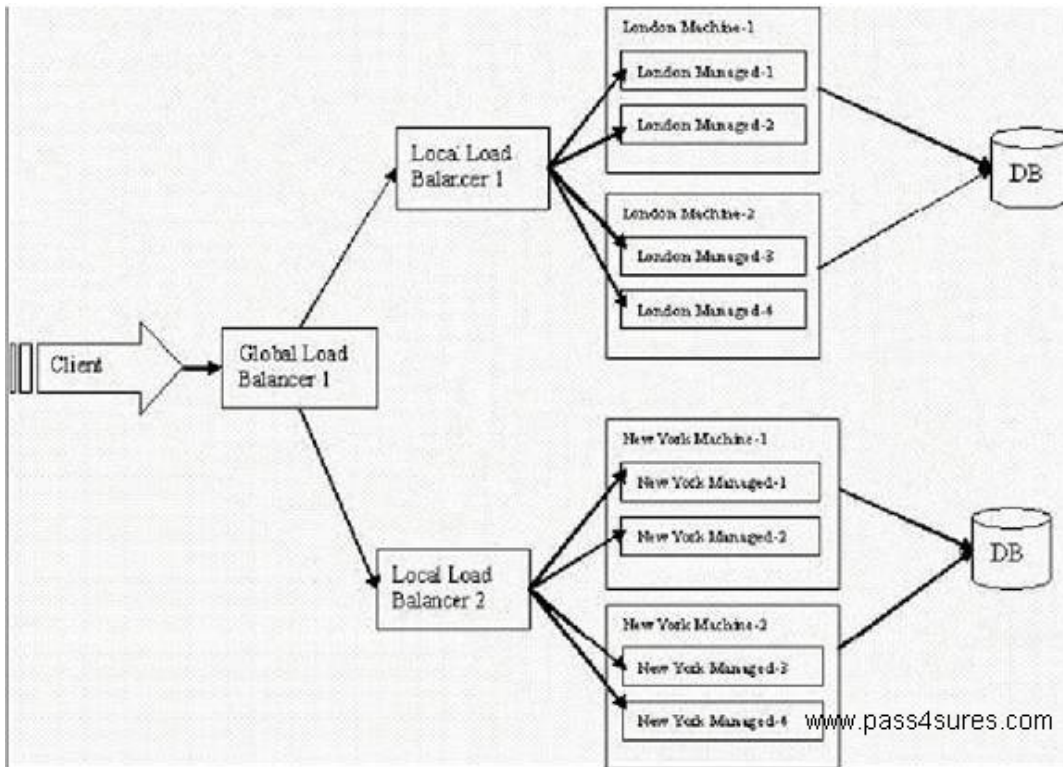 London Machine-1
London Managed-1
London Managed-2
London Machine-2
London Managed-3
London Managed-4
Local Load
Balancer 1
DB
Client
Global Load
Balancer 1
Local Load
Balancer 2
New York Machine-1
New York Managed-1
New York Managed-2
New York Machine-2
New York Managed-3
New York Managed-4
DB
www.pass4sures.com